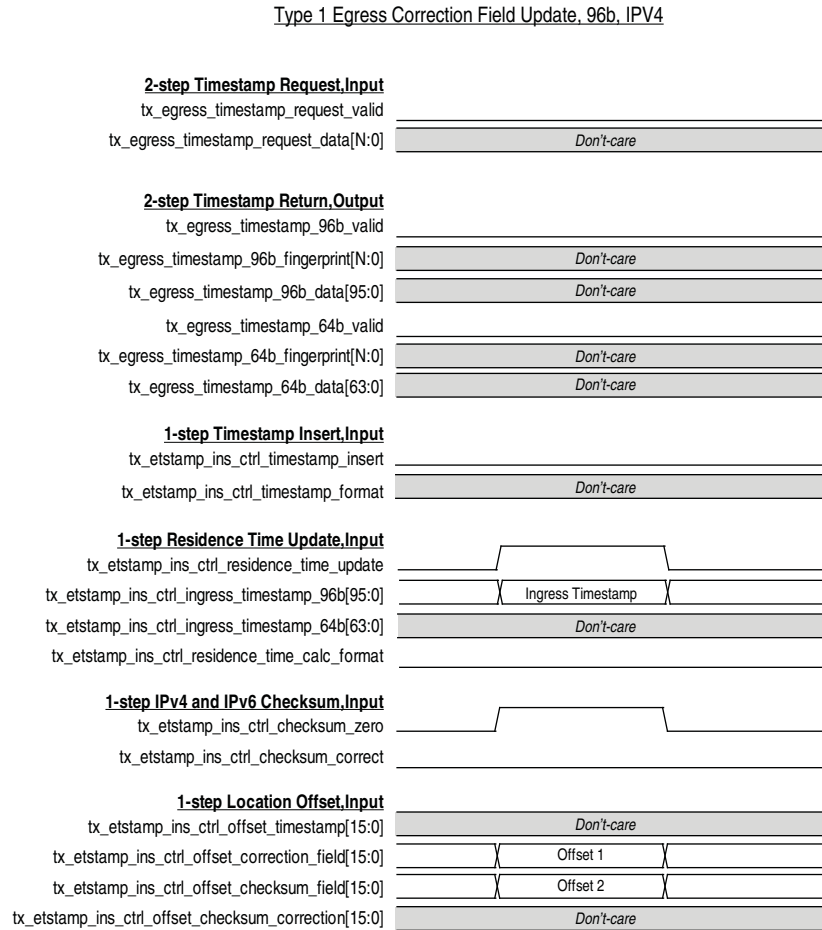 Type 1 Egress Correction Field Update, 96b, IPV4
2-step Timestamp Request,Input
tx_egress_timestamp_request_valid
tx_egress_timestamp_request_data[N:0] Don't-care
2-step Timestamp Return,Output
tx_egress_timestamp_96b_valid
tx_egress_timestamp_96b_fingerprint[N:0] Don't-care
tx_egress_timestamp_96b_data[95:0] Don't-care
tx_egress_timestamp_64b_valid
tx_egress_timestamp_64b_fingerprint[N:0] Don't-care
tx_egress_timestamp_64b_data[63:0] Don't-care
1-step Timestamp Insert,Input
tx_etstamp_ins_ctrl_timestamp_insert
tx_etstamp_ins_ctrl_timestamp_format Don't-care
1-step Residence Time Update,Input
tx_etstamp_ins_ctrl_residence_time_update
tx_etstamp_ins_ctrl_ingress_timestamp_96b[95:0] Ingress Timestamp
tx_etstamp_ins_ctrl_ingress_timestamp_64b[63:0] Don't-care
tx_etstamp_ins_ctrl_residence_time_calc_format
1-step IPv4 and IPv6 Checksum,Input
tx_etstamp_ins_ctrl_checksum_zero
tx_etstamp_ins_ctrl_checksum_correct
1-step Location Offset,Input
tx_etstamp_ins_ctrl_offset_timestamp[15:0] Don't-care
tx_etstamp_ins_ctrl_offset_correction_field[15:0] Offset 1
tx_etstamp_ins_ctrl_offset_checksum_field[15:0] Offset 2
tx_etstamp_ins_ctrl_offset_checksum_correction[15:0] Don't-care